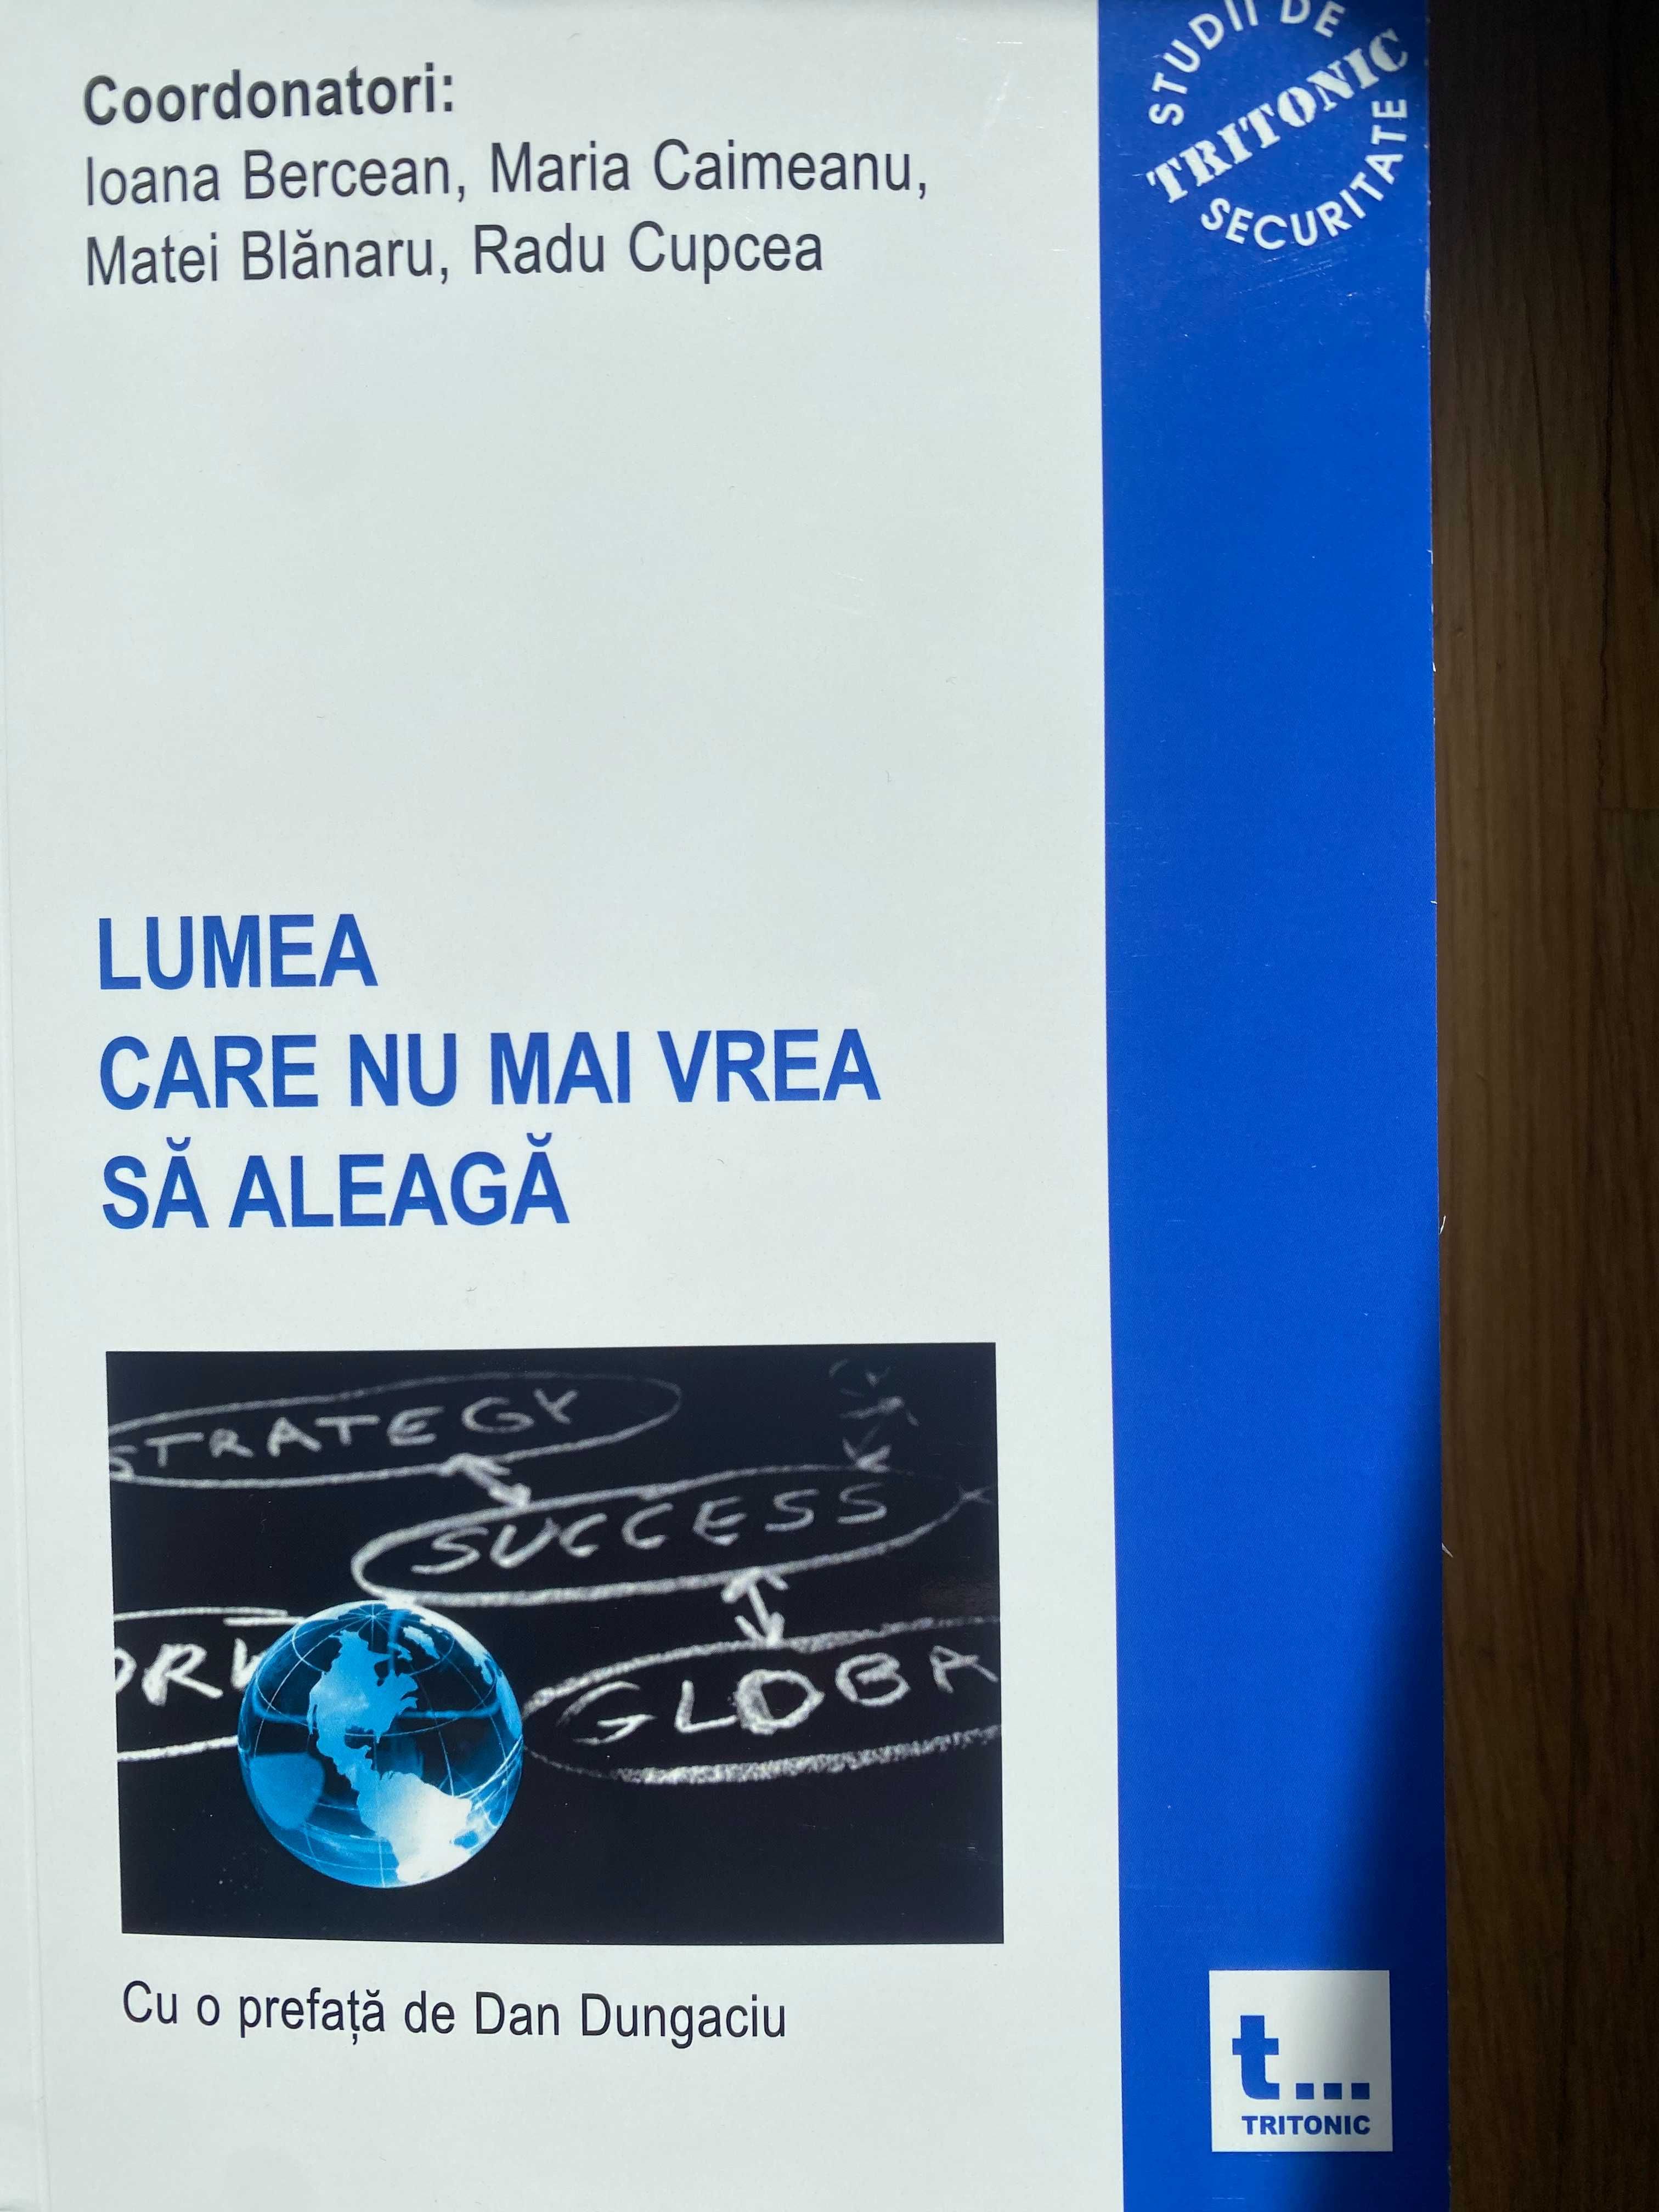 Coordonatori:
Ioana Bercean, Maria Caimeanu,
Matei Blănaru, Radu Cupcea
STUDII DE
TRITONIC
SECURITATE
LUMEA
CARE NU MAI VREA
SĂ ALEAGĂ
STRATEGY
SUCCESS
GLOBA
Cu o prefață de Dan Dungaciu
t...
TRITONIC